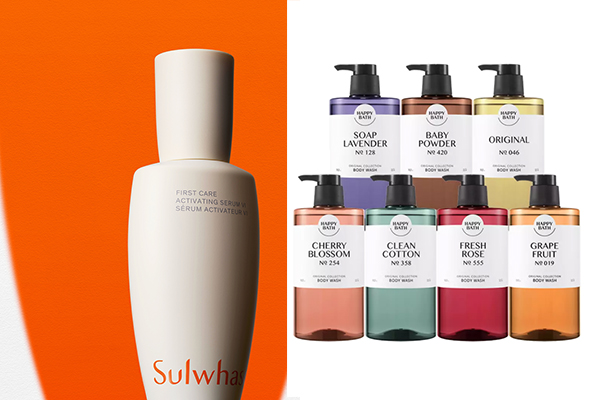 FIRST CARE
ACTIVATING SERUM
SÉRUM ACTIVATEUR
Sulwhas
HAPPY
BATH
SOAP
LAVENDER
Nº 128
ORIGINAL COLLECTION
BODY WASH
HAPPY
BATH
BABY
POWDER
Nº 420
ORIGINAL COLLECTION
BODY WASH
HAPPY
BATH
ORIGINAL
Nº 046
ORIGINAL COLLECTION
BODY WASH
HAPPY
BATH
CHERRY
BLOSSOM
Nº 254
ORIGINAL COLLECTION
BODY WASH
HAPPY
BATH
CLEAN
COTTON
Nº 358
ORIGINAL COLLECTION
BODY WASH
HAPPY
BATH
FRESH
ROSE
Nº 555
ORIGINAL COLLECTION
BODY WASH
HAPPY
BATH
GRAPE
FRUIT
Nº 019
ORIGINAL COLLECTION
BODY WASH